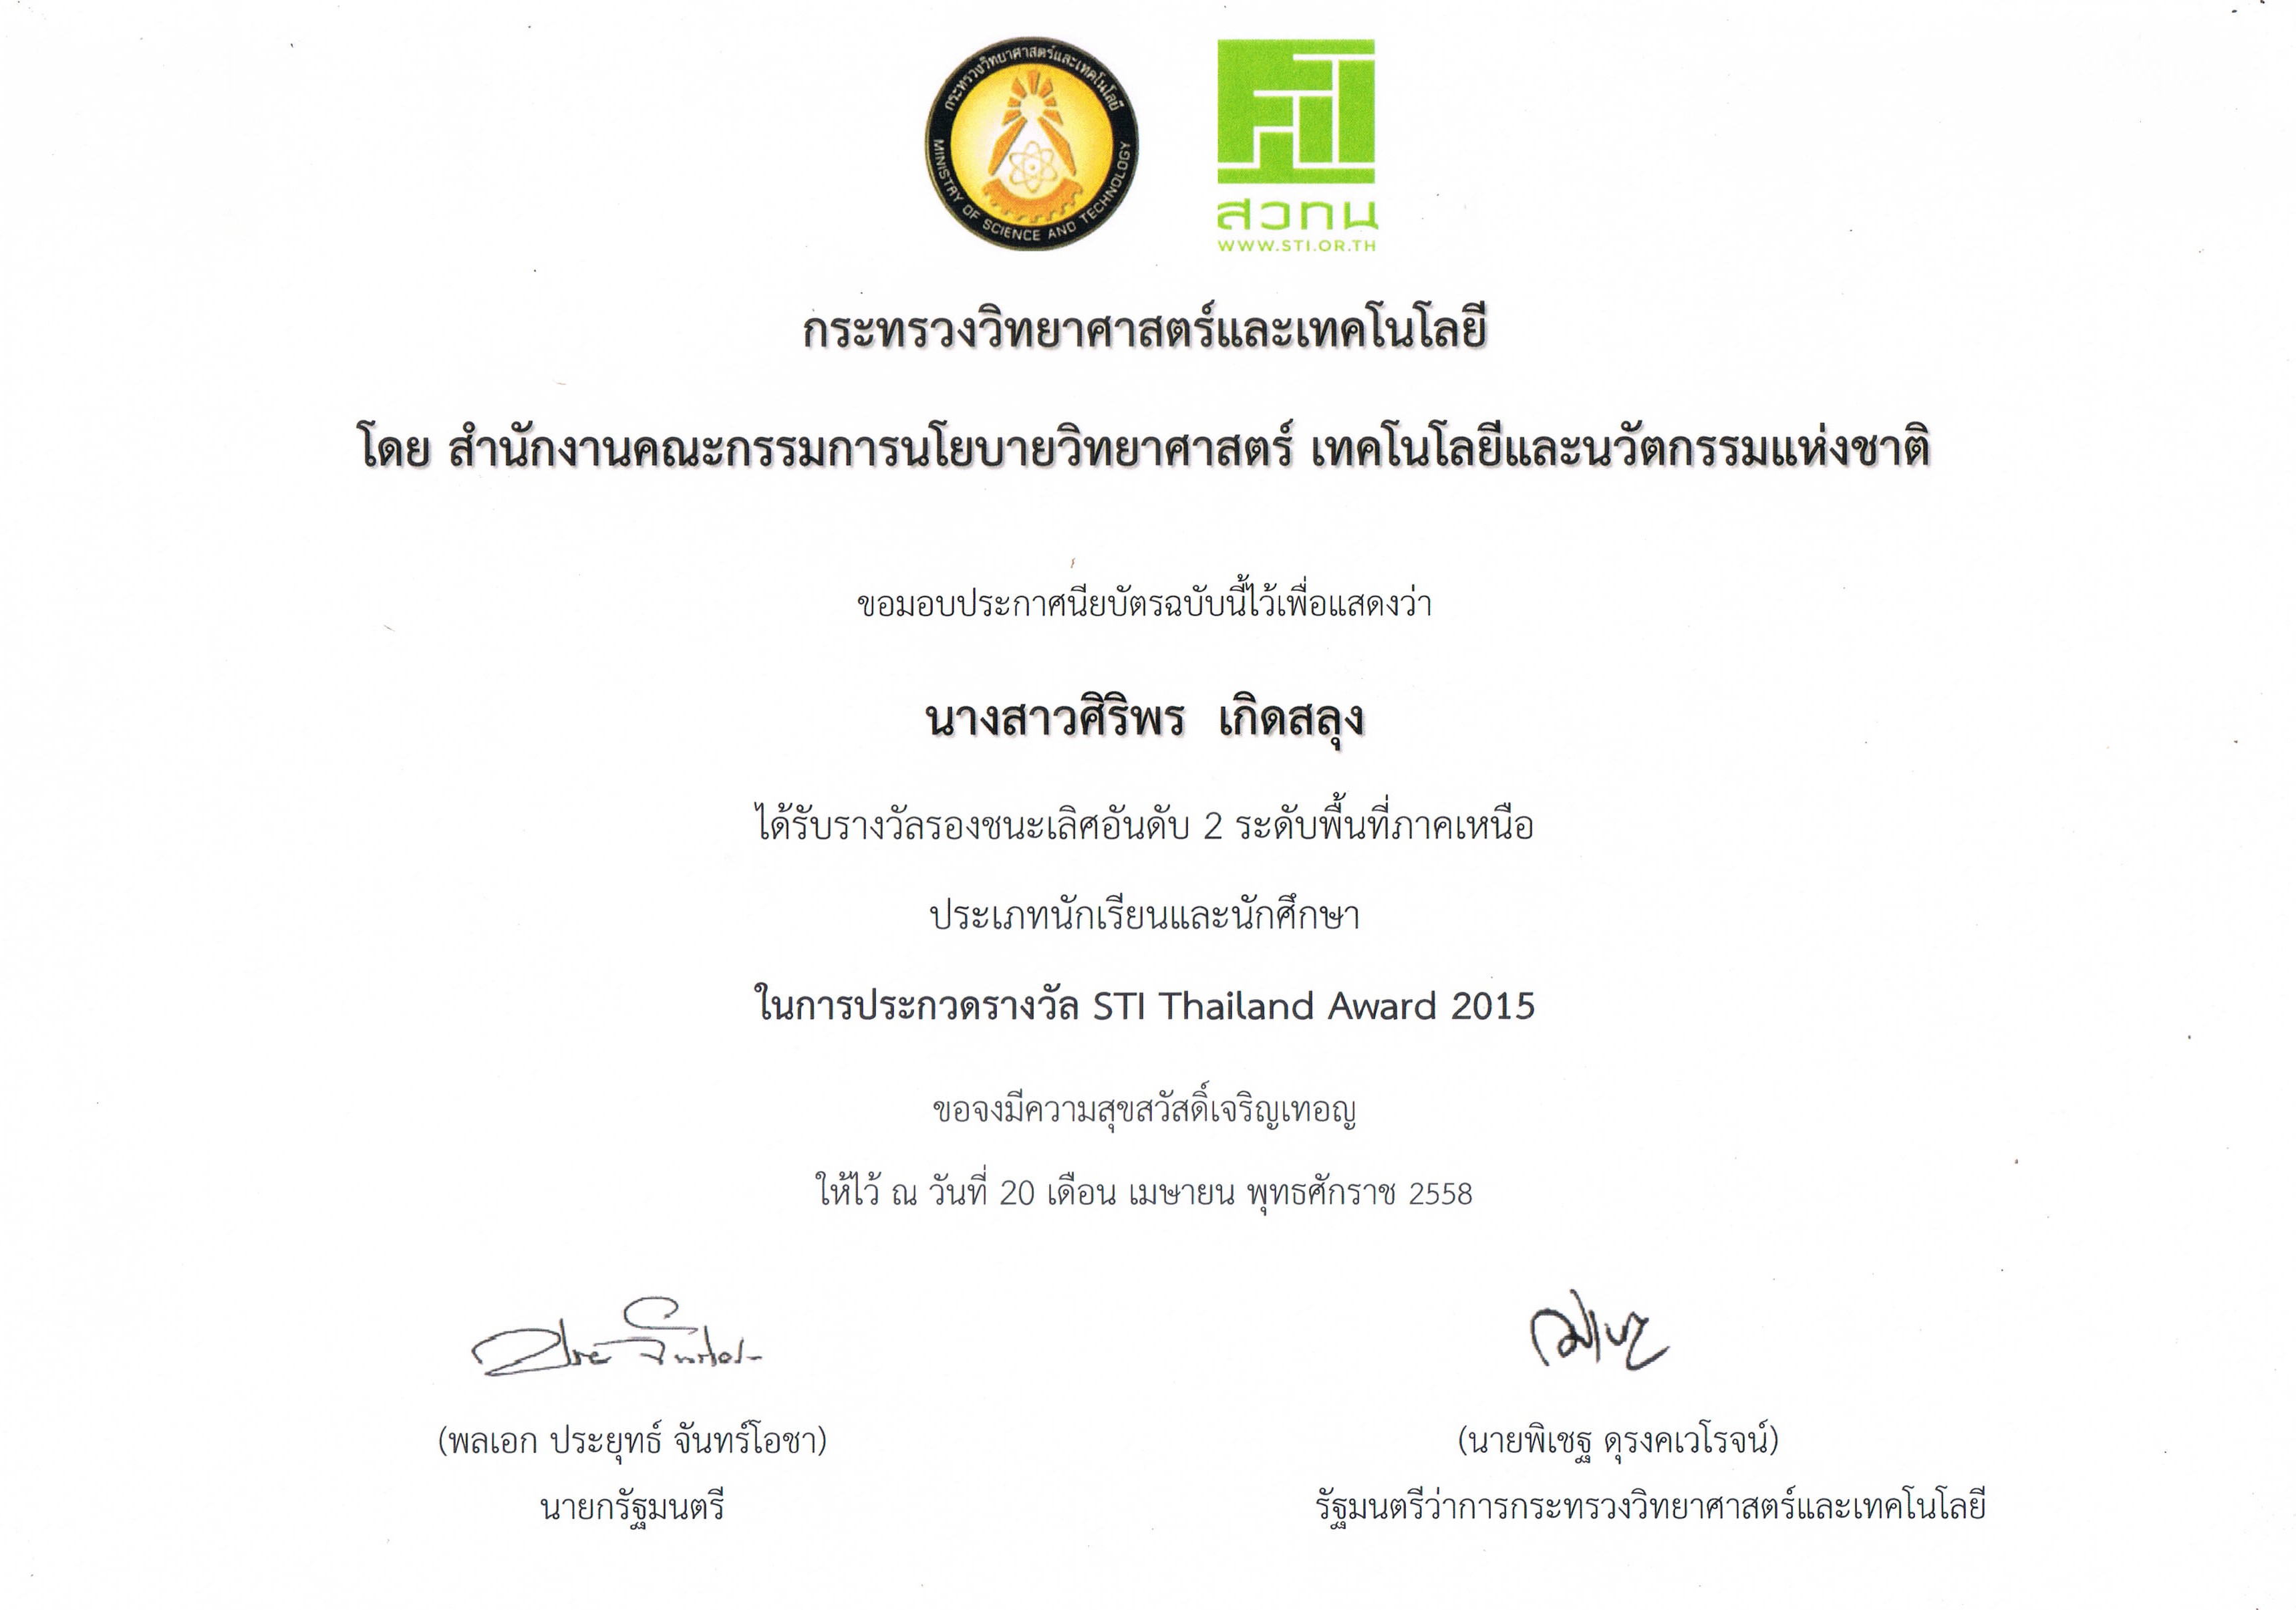 กระทรวงวิทยาศาสตร์และเทคโนโลยี
MINISTRY OF SCIENCE AND TECHNOLOGY
สวทน
WWW.STI.OR.TH
กระทรวงวิทยาศาสตร์และเทคโนโลยี
โดย สำนักงานคณะกรรมการนโยบายวิทยาศาสตร์ เทคโนโลยีและนวัตกรรมแห่งชาติ
ขอมอบประกาศนียบัตรฉบับนี้ไว้เพื่อแสดงว่า
นางสาวศิริพร เกิดสลุง
ได้รับรางวัลรองชนะเลิศอันดับ 2 ระดับพื้นที่ภาคเหนือ
ประเภทนักเรียนและนักศึกษา
ในการประกวดรางวัล STI Thailand Award 2015
ขอจงมีความสุขสวัสดิ์เจริญเทอญ
ให้ไว้ ณ วันที่ 20 เดือน เมษายน พุทธศักราช 2558
(พลเอก ประยุทธ์ จันทร์โอชา)
นายกรัฐมนตรี
(นายพิเชฐ ดุรงคเวโรจน์)
รัฐมนตรีว่าการกระทรวงวิทยาศาสตร์และเทคโนโลยี